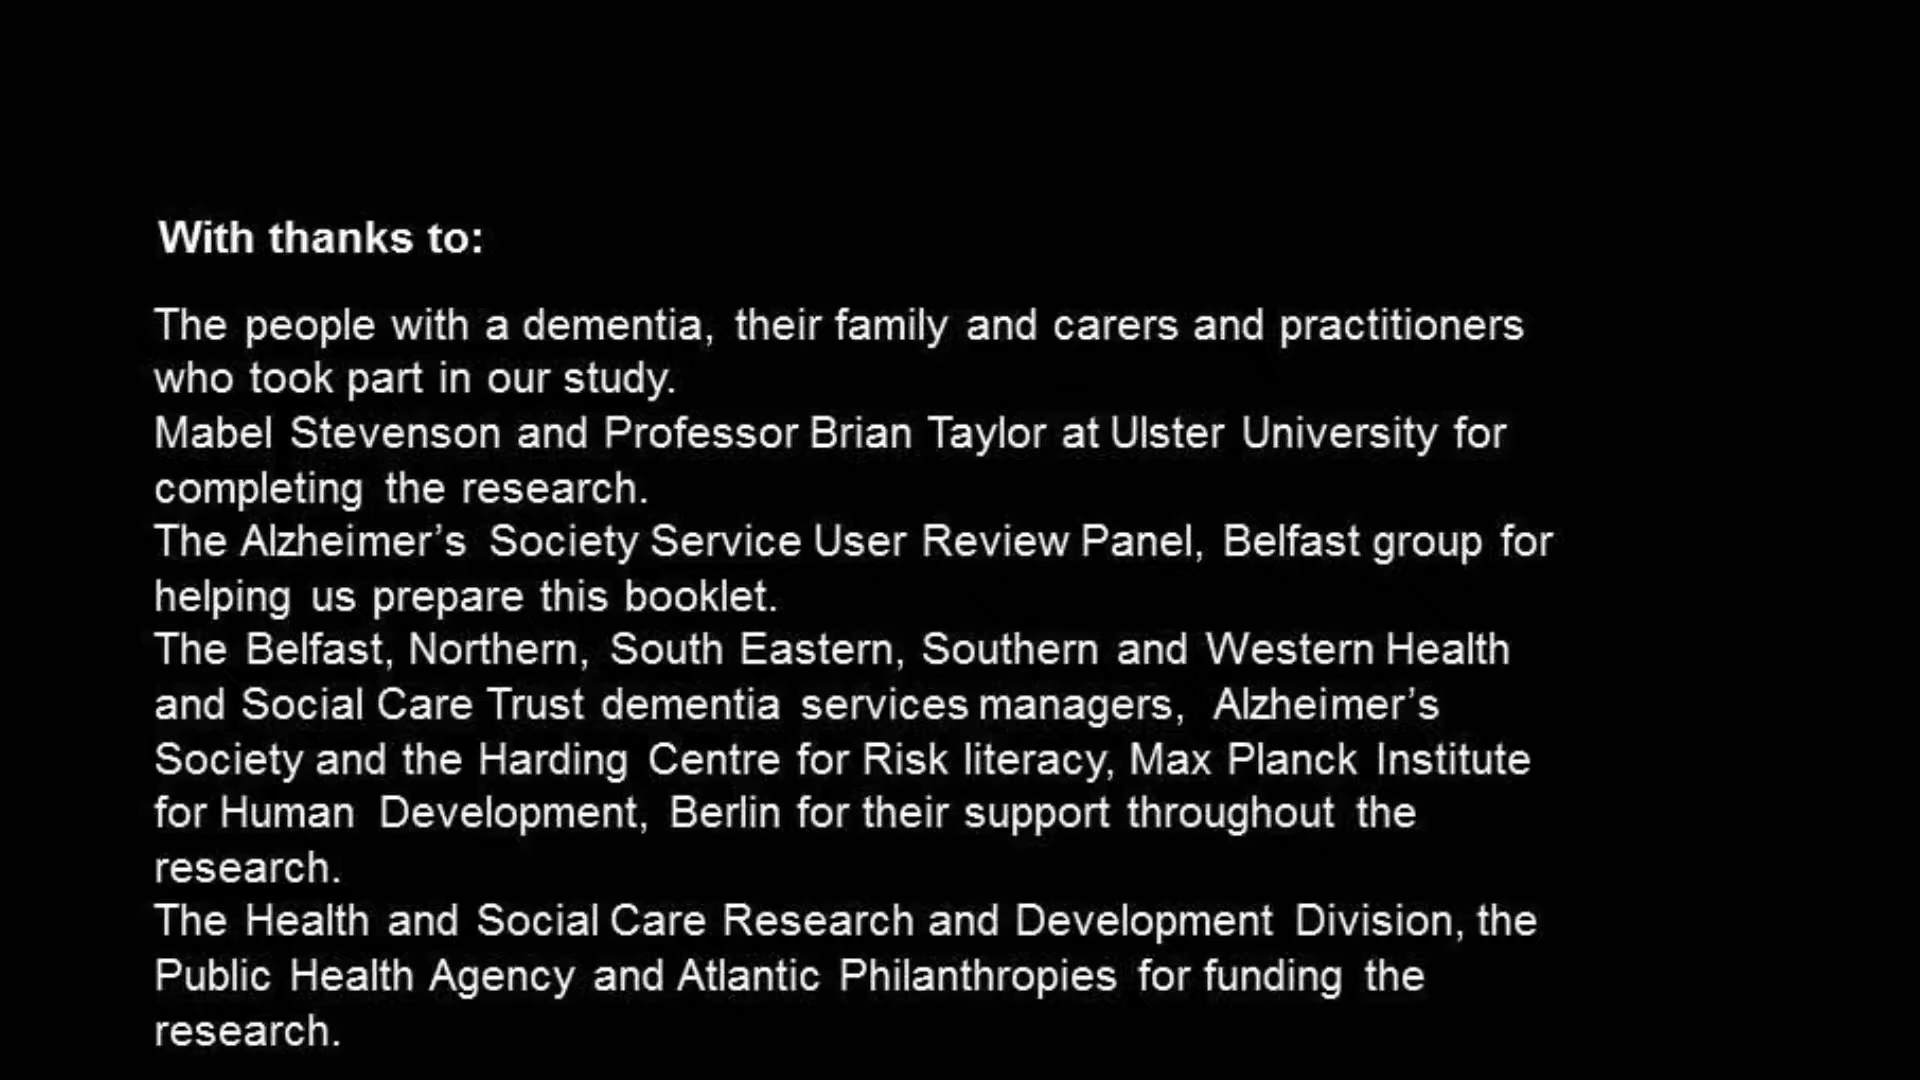 With thanks to:
The people with a dementia, their family and carers and practitioners
who took part in our study.
Mabel Stevenson and Professor Brian Taylor at Ulster University for
completing the research.
The Alzheimer’s Society Service User Review Panel, Belfast group for
helping us prepare this booklet.
The Belfast, Northern, South Eastern, Southern and Western Health
and Social Care Trust dementia services managers, Alzheimer’s
Society and the Harding Centre for Risk literacy, Max Planck Institute
for Human Development, Berlin for their support throughout the
research.
The Health and Social Care Research and Development Division, the
Public Health Agency and Atlantic Philanthropies for funding the
research.